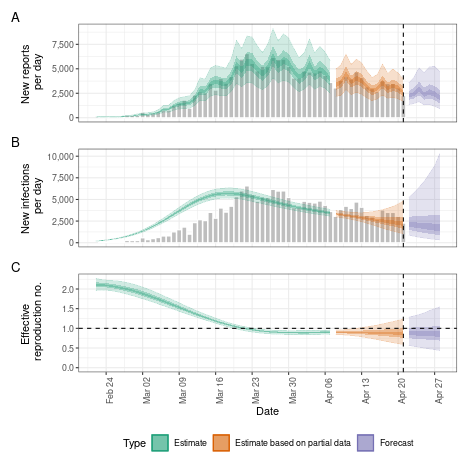 A
New reports
per day
7,500
5,000
2,500
0
B
New infections
per day
10,000
7,500
5,000
2,500
0
C
Effective
reproduction no.
2.0
1.5
1.0
0.5
0.0
Feb 24
Mar 02
Mar 09
Mar 16
Mar 23
Mar 30
Apr 06
Apr 13
Apr 20
Apr 27
Date
Type Estimate Estimate based on partial data Forecast